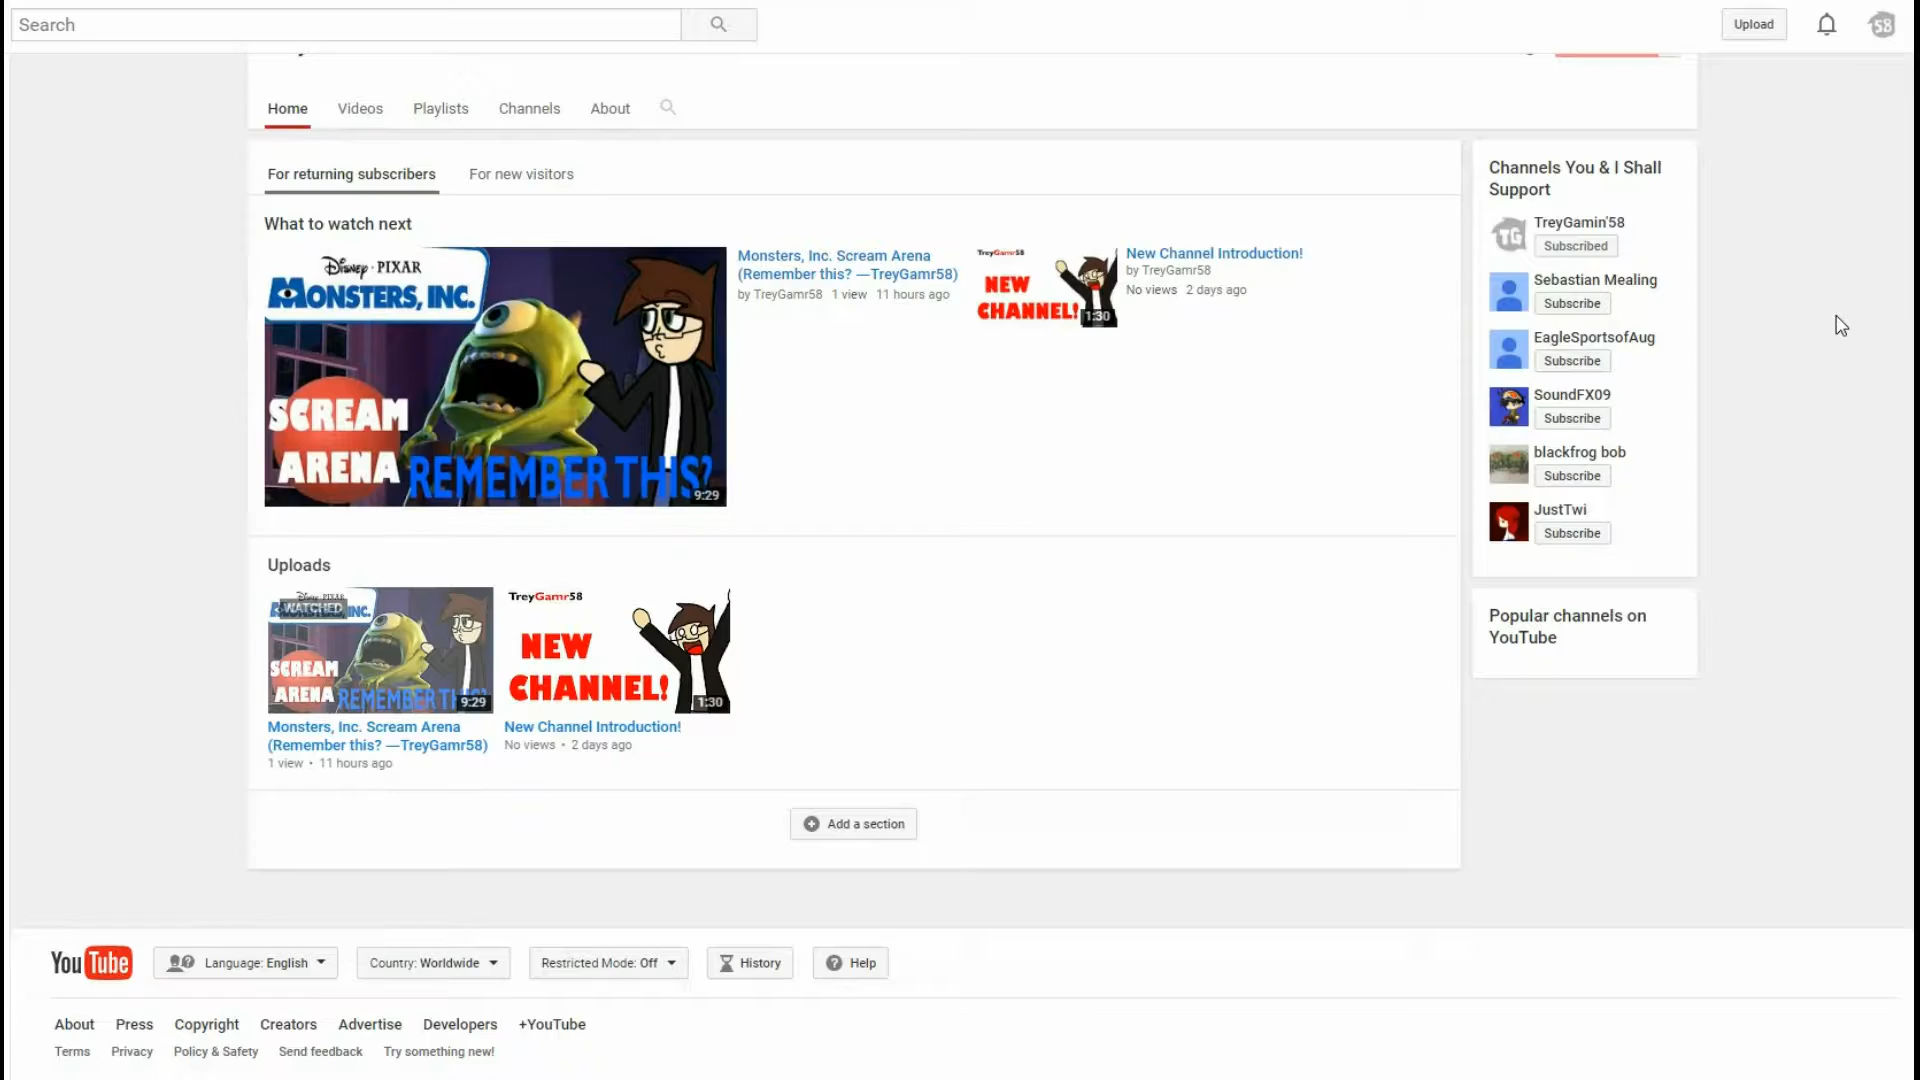 Search
Upload
58
Home
Videos
Playlists
Channels
About
For returning subscribers
For new visitors
What to watch next
Disney · PIXAR
MONSTERS, INC.
SCREAM
ARENA
REMEMBER THIS?
9:29
Monsters, Inc. Scream Arena
(Remember this? —TreyGamr58)
by TreyGamr58 1 view 11 hours ago
TreyGamr58
NEW
CHANNEL!
1:30
New Channel Introduction!
by TreyGamr58
No views 2 days ago
Uploads
Disney PIXAR
WATCHED
INC.
SCREAM
ARENA
9:29
Monsters, Inc. Scream Arena
(Remember this? —TreyGamr58)
1 view • 11 hours ago
TreyGamr58
NEW
CHANNEL!
1:30
New Channel Introduction!
No views • 2 days ago
Add a section
Channels You & I Shall
Support
TG
TreyGamin'58
Subscribed
Sebastian Mealing
Subscribe
EagleSportsofAug
Subscribe
SoundFX09
Subscribe
blackfrog bob
Subscribe
JustTwi
Subscribe
Popular channels on
YouTube
YouTube
Language: English
Country: Worldwide
Restricted Mode: Off
History
Help
About Press Copyright Creators Advertise Developers +YouTube
Terms Privacy Policy & Safety Send feedback Try something new!